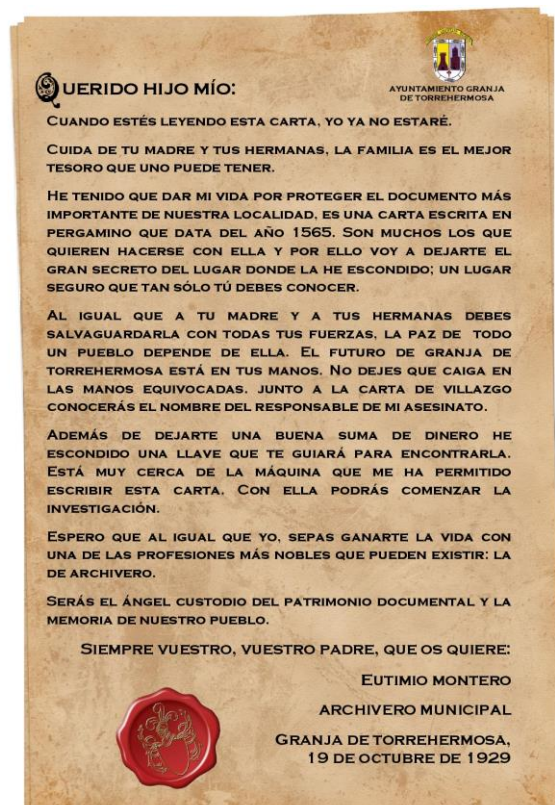 AYUNTAMIENTO GRANJA
DE TORREHERMOSA
QUERIDO HIJO MÍO:
CUANDO ESTÉS LEYENDO ESTA CARTA, YO YA NO ESTARÉ.
CUIDA DE TU MADRE Y TUS HERMANAS, LA FAMILIA ES EL MEJOR
TESORO QUE UNO PUEDE TENER.
HE TENIDO QUE DAR MI VIDA POR PROTEGER EL DOCUMENTO MÁS
IMPORTANTE DE NUESTRA LOCALIDAD, ES UNA CARTA ESCRITA EN
PERGAMINO QUE DATA DEL AÑO 1565. SON MUCHOS LOS QUE
QUIEREN HACERSE CON ELLA Y POR ELLO VOY A DEJARTE EL
GRAN SECRETO DEL LUGAR DONDE LA HE ESCONDIDO; UN LUGAR
SEGURO QUE TAN SÓLO TÚ DEBES CONOCER.
AL IGUAL QUE A TU MADRE Y A TUS HERMANAS DEBES
SALVAGUARDARLA CON TODAS TUS FUERZAS, LA PAZ DE TODO
UN PUEBLO DEPENDE DE ELLA. EL FUTURO DE GRANJA DE
TORREHERMOSA ESTÁ EN TUS MANOS. NO DEJES QUE CAIGA EN
LAS MANOS EQUIVOCADAS. JUNTO A LA CARTA DE VILLAZGO
CONOCERÁS EL NOMBRE DEL RESPONSABLE DE MI ASESINATO.
ADEMÁS DE DEJARTE UNA BUENA SUMA DE DINERO HE
ESCONDIDO UNA LLAVE QUE TE GUIARÁ PARA ENCONTRARLA.
ESTÁ MUY CERCA DE LA MÁQUINA QUE ME HA PERMITIDO
ESCRIBIR ESTA CARTA. CON ELLA PODRÁS COMENZAR LA
INVESTIGACIÓN.
ESPERO QUE AL IGUAL QUE YO, SEPAS GANARTE LA VIDA CON
UNA DE LAS PROFESIONES MÁS NOBLES QUE PUEDEN EXISTIR: LA
DE ARCHIVERO.
SERÁS EL ÁNGEL CUSTODIO DEL PATRIMONIO DOCUMENTAL Y LA
MEMORIA DE NUESTRO PUEBLO.
SIEMPRE VUESTRO, VUESTRO PADRE, QUE OS QUIERE:
EUTIMIO MONTERO
ARCHIVERO MUNICIPAL
GRANJA DE TORREHERMOSA,
19 DE OCTUBRE DE 1929